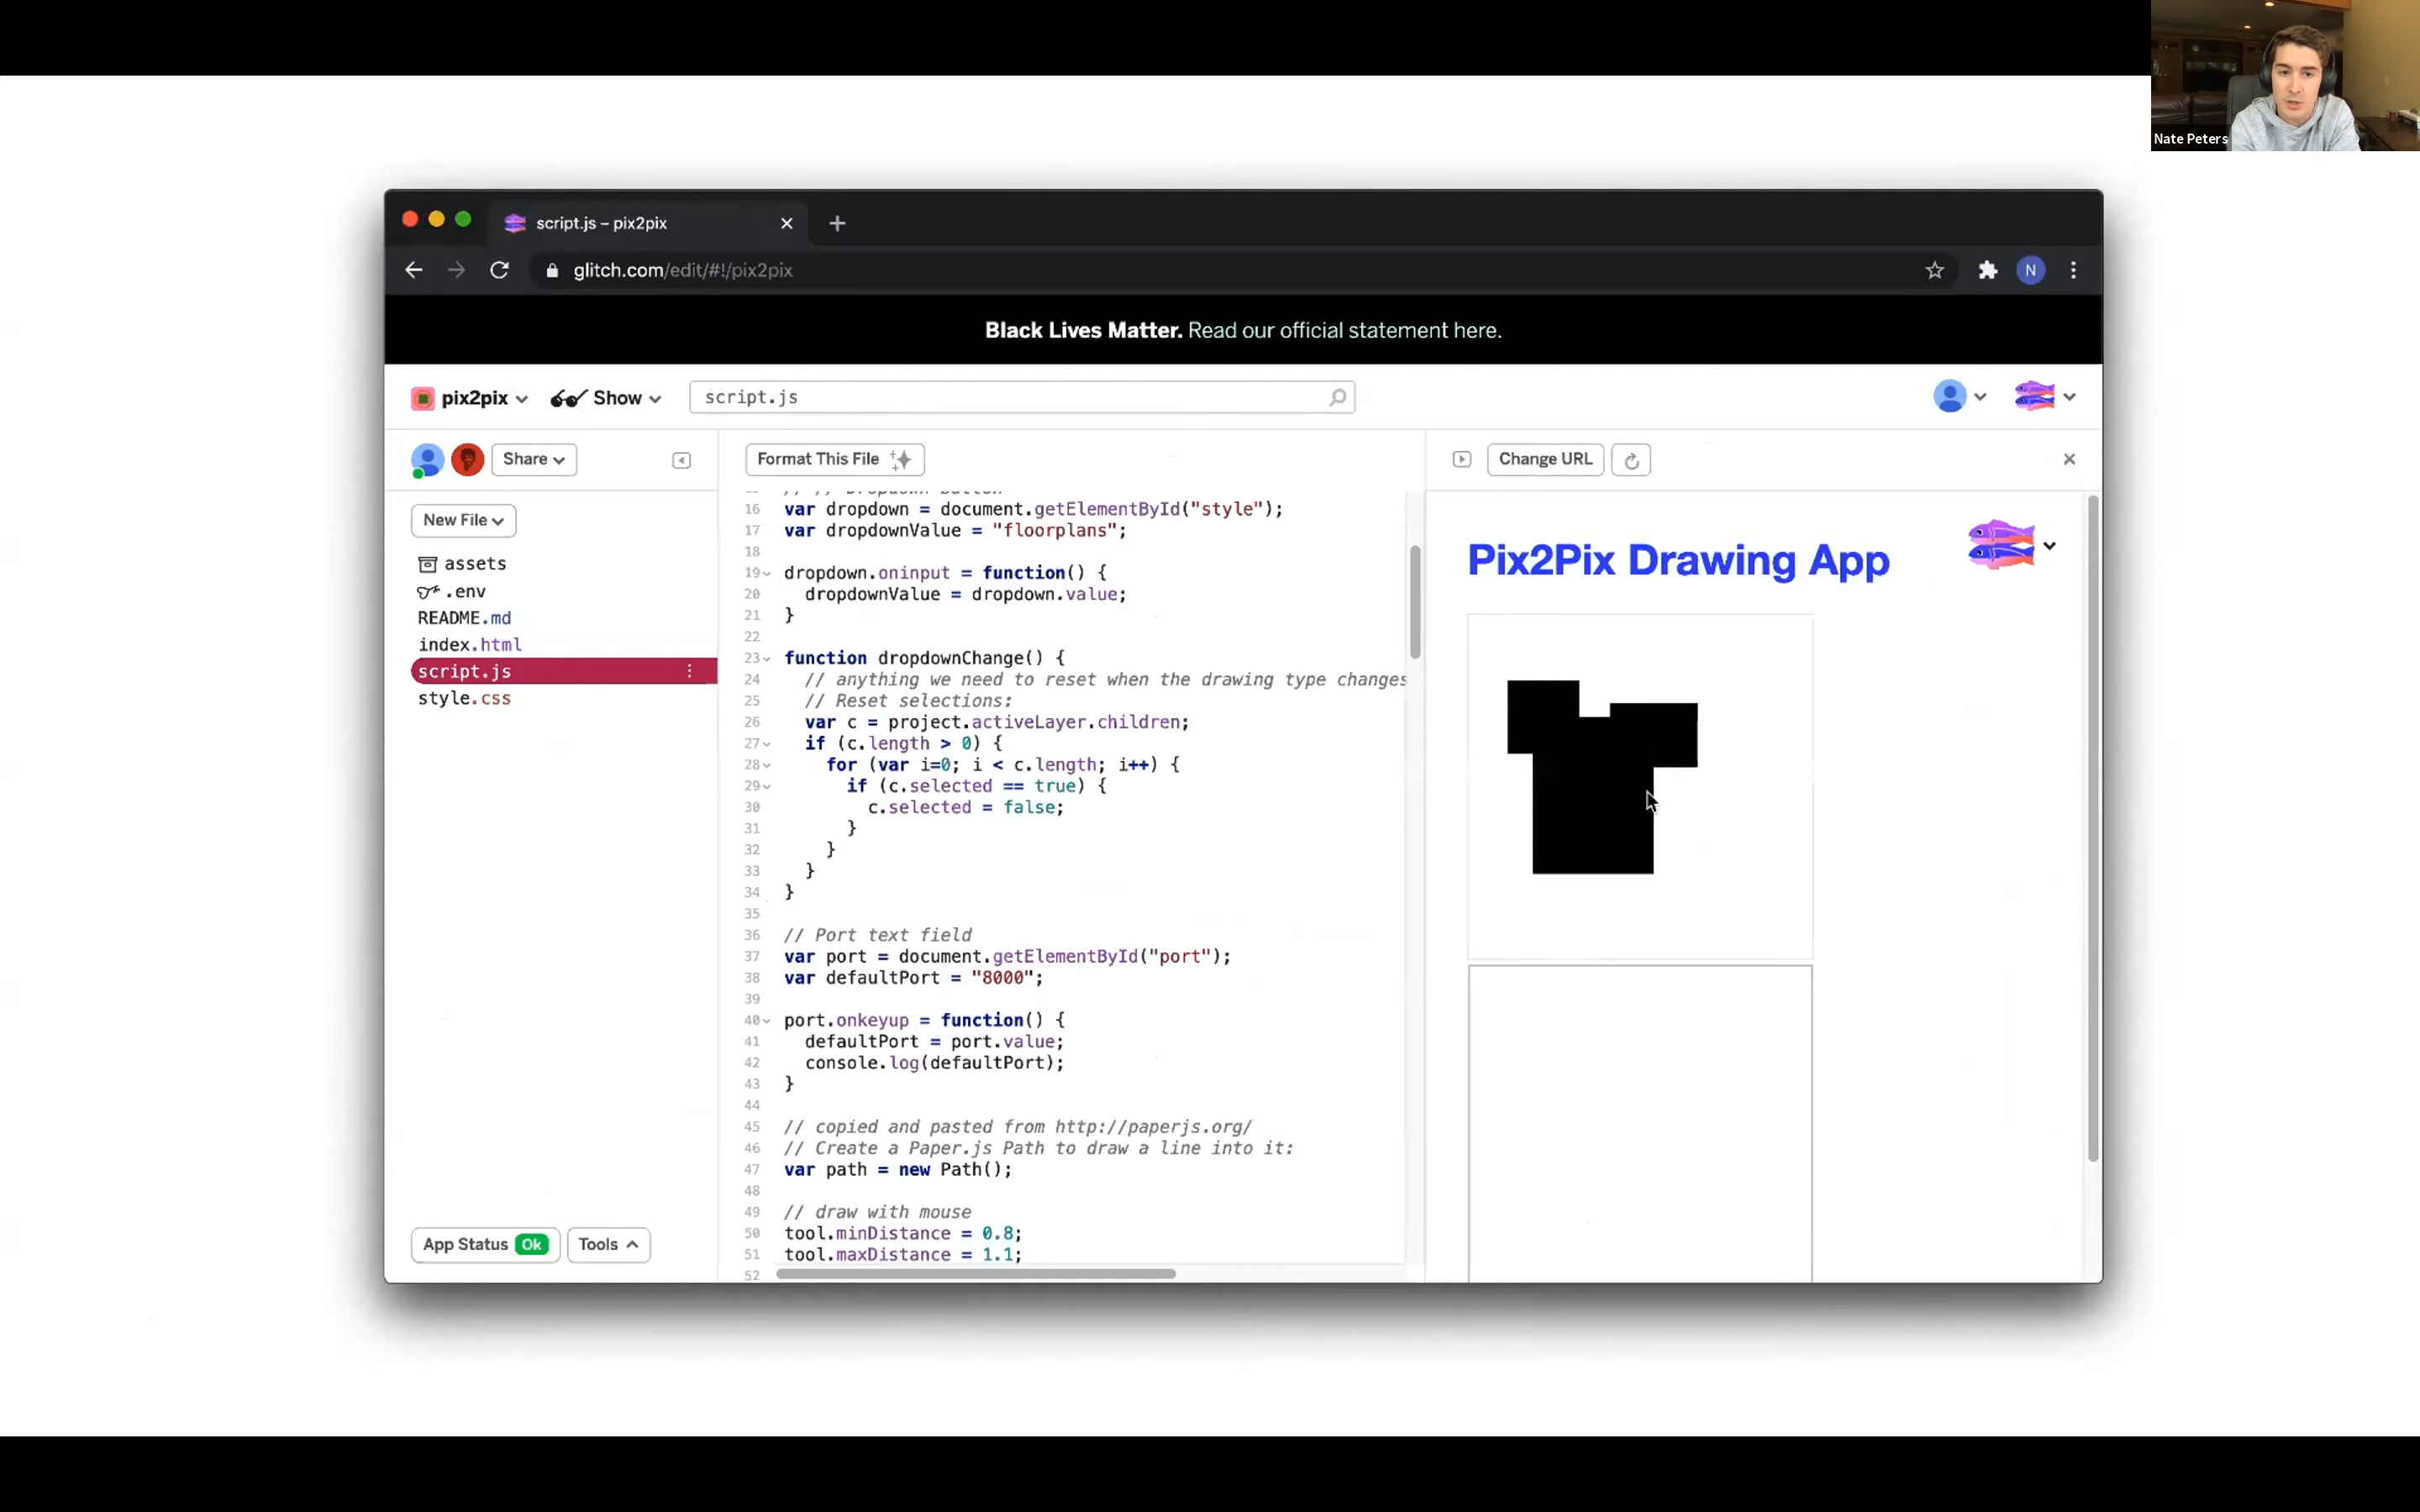 Nate Peters
script.js – pix2pix
glitch.com/edit/#!/pix2pix
N
Black Lives Matter. Read our official statement here.
pix2pix
Show
script.js
Share
Format This File
Change URL
New File
assets
.env
README.md
index.html
script.js
style.css
App Status Ok
Tools
// // Dropdown button
16 var dropdown = document.getElementById("style");
17 var dropdownValue = "floorplans";
18
19 dropdown.oninput = function() {
20 dropdownValue = dropdown.value;
21 }
22
23 function dropdownChange() {
24 // anything we need to reset when the drawing type changes
25 // Reset selections:
26 var c = project.activeLayer.children;
27 if (c.length > 0) {
28 for (var i=0; i < c.length; i++) {
29 if (c.selected == true) {
30 c.selected = false;
31 }
32 }
33 }
34 }
35
36 // Port text field
37 var port = document.getElementById("port");
38 var defaultPort = "8000";
39
40 port.onkeyup = function() {
41 defaultPort = port.value;
42 console.log(defaultPort);
43 }
44
45 // copied and pasted from http://paperjs.org/
46 // Create a Paper.js Path to draw a line into it:
47 var path = new Path();
48
49 // draw with mouse
50 tool.minDistance = 0.8;
51 tool.maxDistance = 1.1;
52
Pix2Pix Drawing App